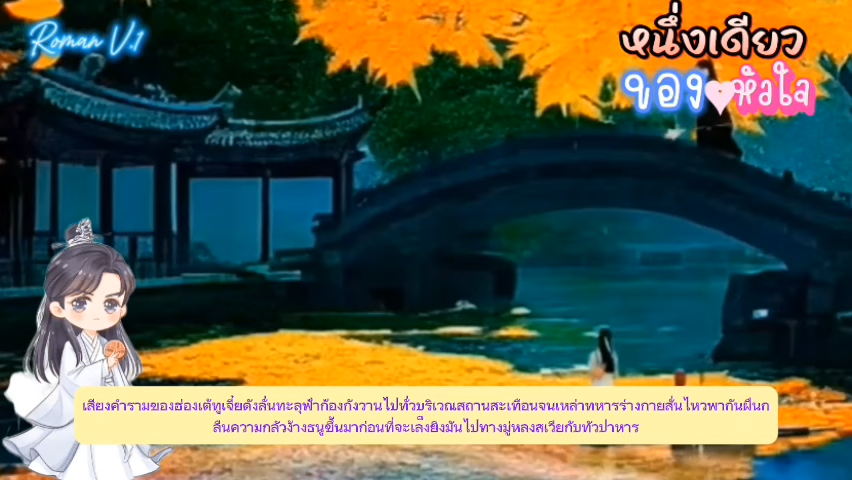 Roman V.1
หนึ่งเดียว
ของหัวใจ
เสียงคำรามของฮ่องเต้ทูเจี๋ยดังลั่นทะลุฟ้าก้องกังวานไปทั่วบริเวณสถานสะเทือนจนเหล่าทหารร่างกายสั่นไหวพากันฝืนก
ลืนความกลัวง้างธนูขึ้นมาก่อนที่จะเล็งยิงมันไปทางมู่หลงสเวียกับทัวปาหาร